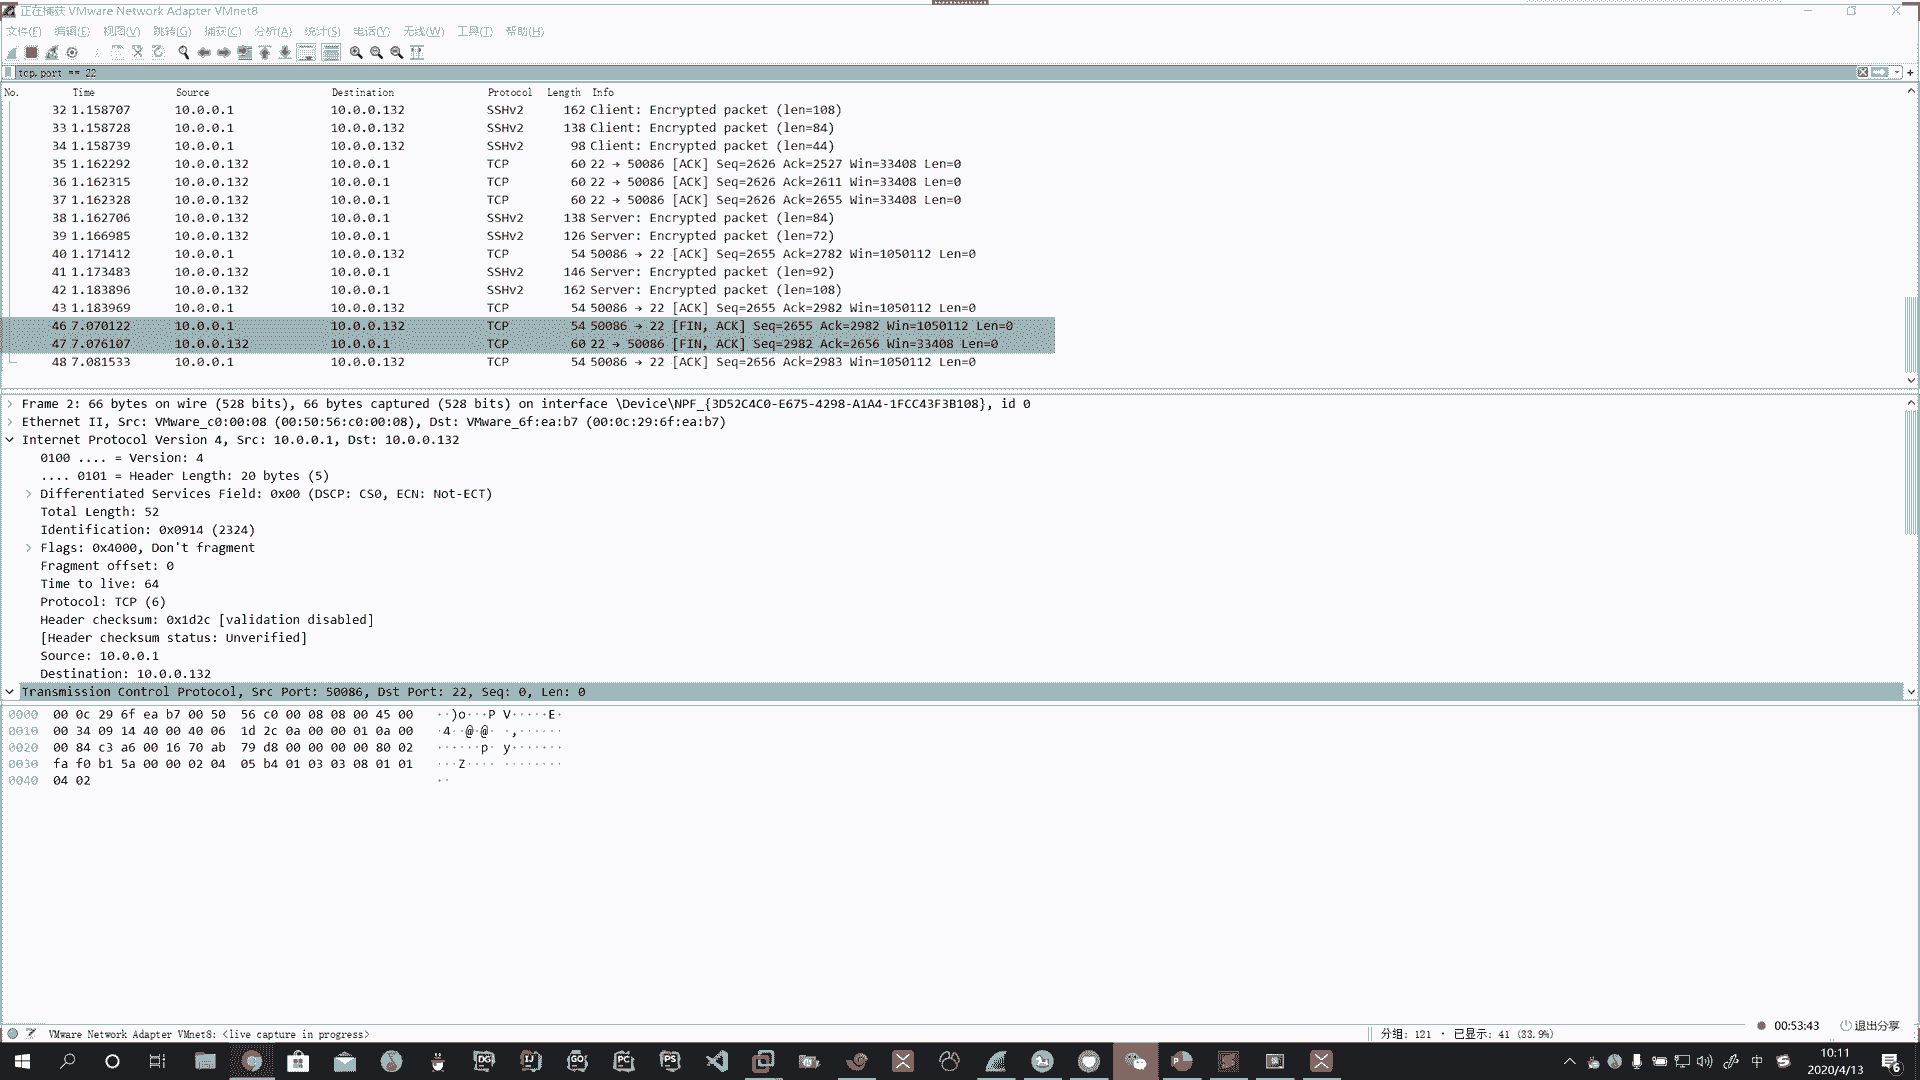 正在捕获 VMware Network Adapter VMnet8
文件(F) 编辑(E) 视图(V) 跳转(G) 捕获(C) 分析(A) 统计(S) 电话(Y) 无线(W) 工具(T) 帮助(H)
tcp.port == 22
No. Time Source Destination Protocol Length Info
32 1.158707 10.0.0.1 10.0.0.132 SSHv2 162 Client: Encrypted packet (len=108)
33 1.158728 10.0.0.1 10.0.0.132 SSHv2 138 Client: Encrypted packet (len=84)
34 1.158739 10.0.0.1 10.0.0.132 SSHv2 98 Client: Encrypted packet (len=44)
35 1.162292 10.0.0.132 10.0.0.1 TCP 60 22 → 50086 [ACK] Seq=2626 Ack=2527 Win=33408 Len=0
36 1.162315 10.0.0.132 10.0.0.1 TCP 60 22 → 50086 [ACK] Seq=2626 Ack=2611 Win=33408 Len=0
37 1.162328 10.0.0.132 10.0.0.1 TCP 60 22 → 50086 [ACK] Seq=2626 Ack=2655 Win=33408 Len=0
38 1.162706 10.0.0.132 10.0.0.1 SSHv2 138 Server: Encrypted packet (len=84)
39 1.166985 10.0.0.132 10.0.0.1 SSHv2 126 Server: Encrypted packet (len=72)
40 1.171412 10.0.0.1 10.0.0.132 TCP 54 50086 → 22 [ACK] Seq=2655 Ack=2782 Win=1050112 Len=0
41 1.173483 10.0.0.132 10.0.0.1 SSHv2 146 Server: Encrypted packet (len=92)
42 1.183896 10.0.0.132 10.0.0.1 SSHv2 162 Server: Encrypted packet (len=108)
43 1.183969 10.0.0.1 10.0.0.132 TCP 54 50086 → 22 [ACK] Seq=2655 Ack=2982 Win=1050112 Len=0
46 7.070122 10.0.0.1 10.0.0.132 TCP 54 50086 → 22 [FIN, ACK] Seq=2655 Ack=2982 Win=1050112 Len=0
47 7.076107 10.0.0.132 10.0.0.1 TCP 60 22 → 50086 [FIN, ACK] Seq=2982 Ack=2656 Win=33408 Len=0
48 7.081533 10.0.0.1 10.0.0.132 TCP 54 50086 → 22 [ACK] Seq=2656 Ack=2983 Win=1050112 Len=0
Frame 2: 66 bytes on wire (528 bits), 66 bytes captured (528 bits) on interface \Device\NPF_{3D52C4C0-E675-4298-A1A4-1FCC43F3B108}, id 0
Ethernet II, Src: VMware_c0:00:08 (00:50:56:c0:00:08), Dst: VMware_6f:ea:b7 (00:0c:29:6f:ea:b7)
Internet Protocol Version 4, Src: 10.0.0.1, Dst: 10.0.0.132
0100 .... = Version: 4
.... 0101 = Header Length: 20 bytes (5)
Differentiated Services Field: 0x00 (DSCP: CS0, ECN: Not-ECT)
Total Length: 52
Identification: 0x0914 (2324)
Flags: 0x4000, Don't fragment
Fragment offset: 0
Time to live: 64
Protocol: TCP (6)
Header checksum: 0x1d2c [validation disabled]
[Header checksum status: Unverified]
Source: 10.0.0.1
Destination: 10.0.0.132
Transmission Control Protocol, Src Port: 50086, Dst Port: 22, Seq: 0, Len: 0
0000 00 0c 29 6f ea b7 00 50 56 c0 00 08 08 00 45 00 ··)o···P V·····E·
0010 00 34 09 14 40 00 40 06 1d 2c 0a 00 00 01 0a 00 ·4··@·@· ·,······
0020 00 84 c3 a6 00 16 70 ab 79 d8 00 00 00 00 80 02 ······p· y·······
0030 fa f0 b1 5a 00 00 02 04 05 b4 01 03 03 08 01 01 ···Z···· ········
0040 04 02 ··
VMware Network Adapter VMnet8: <live capture in progress>
分组: 121 · 已显示: 41 (33.9%)
00:53:43
退出分享
DG IJ GO PC PS
中
10:11
2020/4/13
6